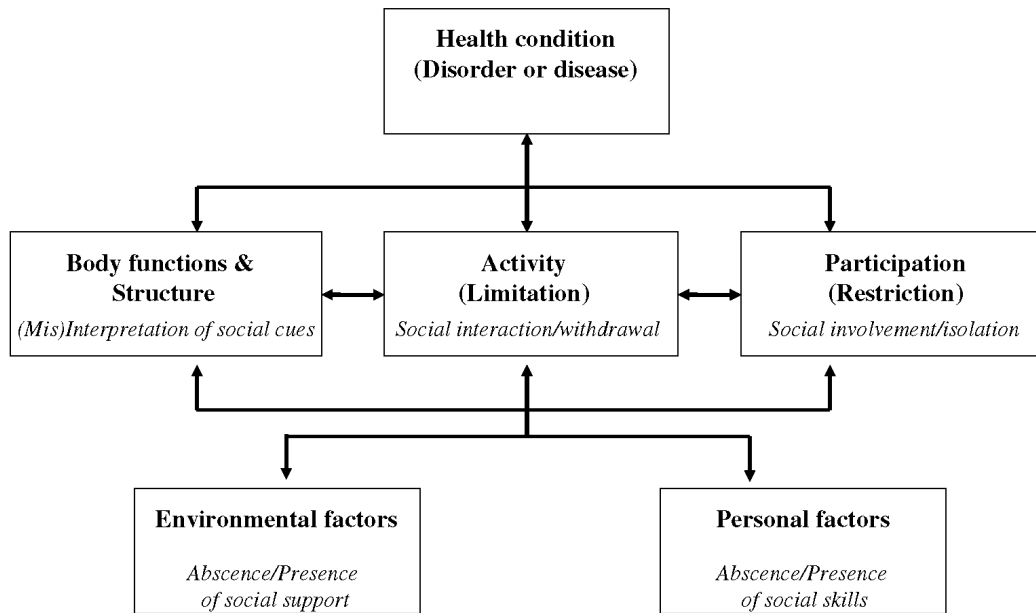 Health condition
(Disorder or disease)
Body functions &
Structure
(Mis)Interpretation of social cues
Activity
(Limitation)
Social interaction/withdrawal
Participation
(Restriction)
Social involvement/isolation
Environmental factors
Abscence/Presence
of social support
Personal factors
Abscence/Presence
of social skills